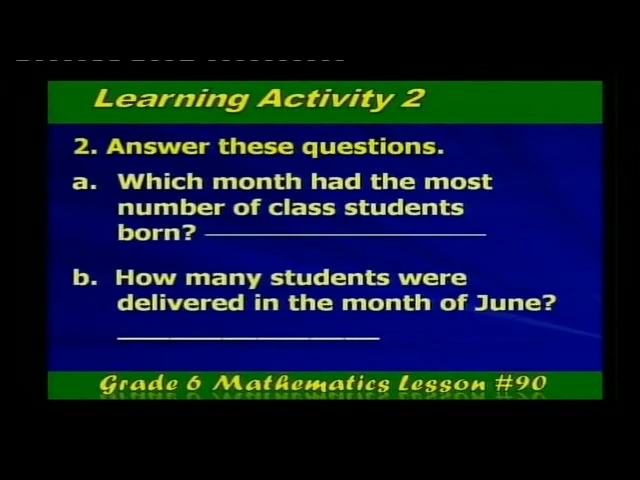 Learning Activity 2
2. Answer these questions.
a. Which month had the most
number of class students
born?
b. How many students were
delivered in the month of June?
Grade 6 Mathematics Lesson #90